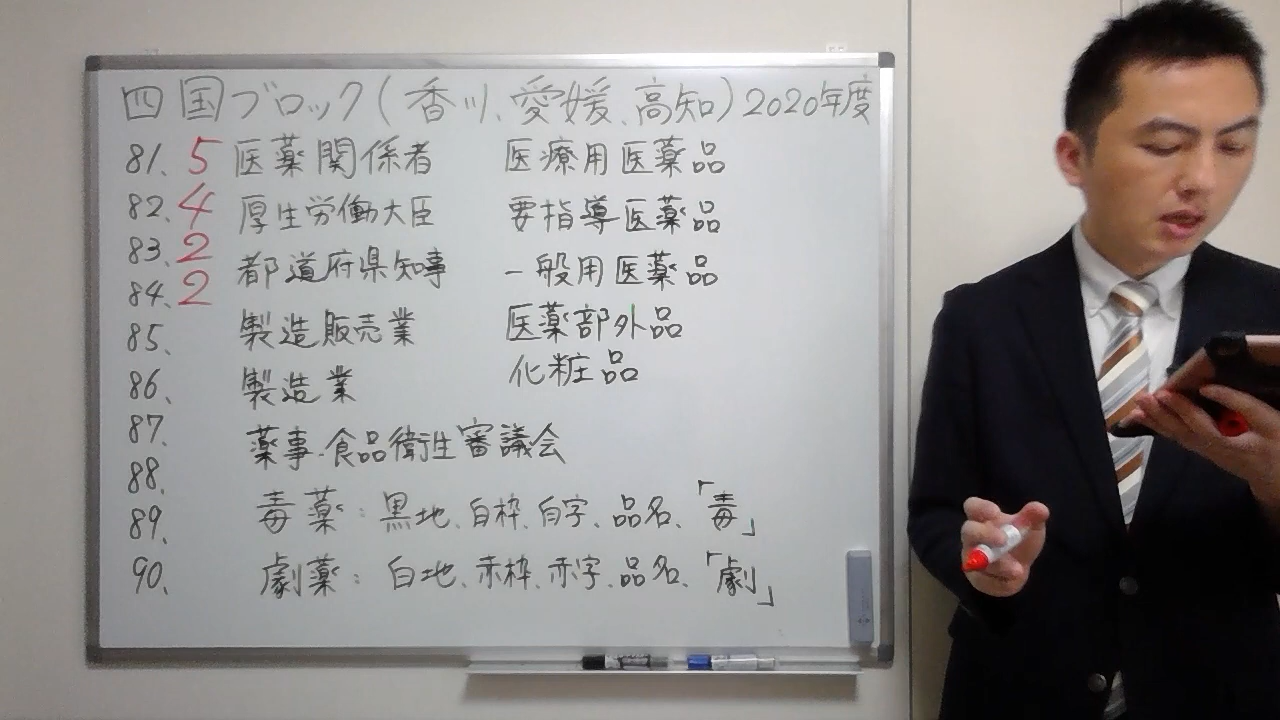 四国ブロック(香川、愛媛、高知)2020年度
81. 5 医薬関係者 医療用医薬品
82. 4 厚生労働大臣 要指導医薬品
83. 2 都道府県知事 一般用医薬品
84. 2
85. 製造販売業 医薬部外品
86. 製造業 化粧品
87. 薬事・食品衛生審議会
88.
89. 毒薬:黒地、白枠、白字、品名、「毒」
90. 劇薬:白地、赤枠、赤字、品名、「劇」